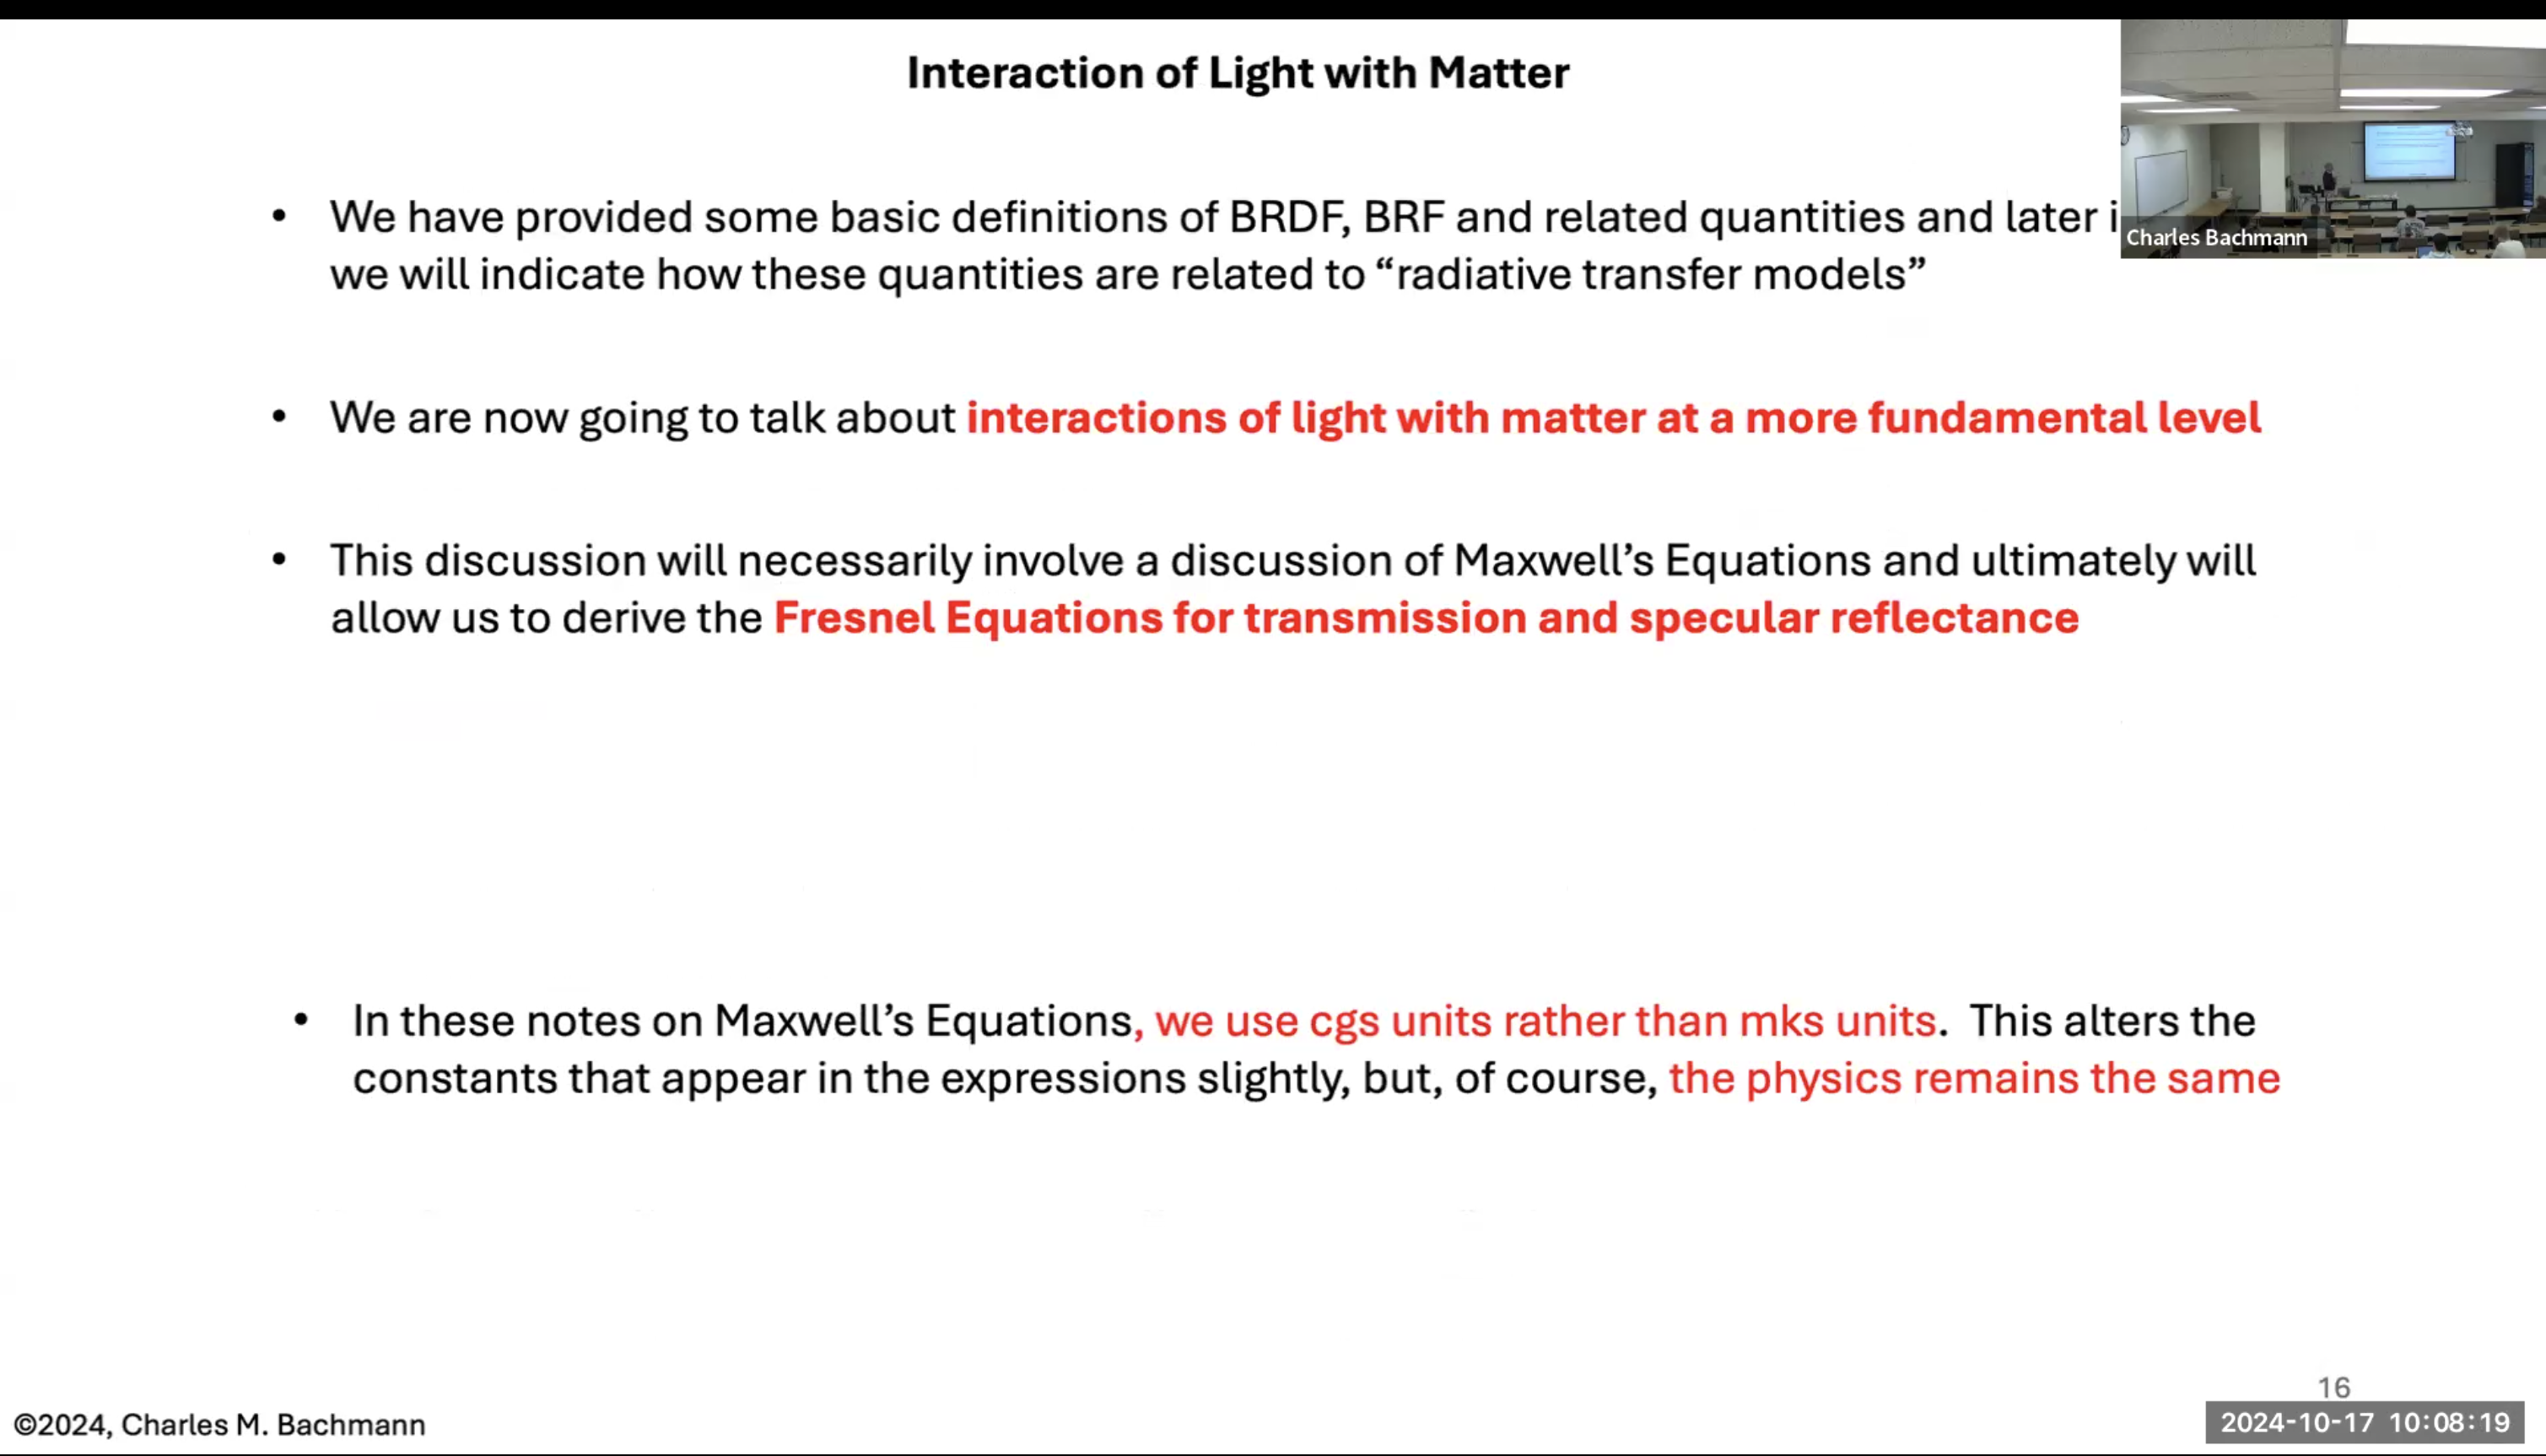 Interaction of Light with Matter
• We have provided some basic definitions of BRDF, BRF and related quantities and later i
we will indicate how these quantities are related to “radiative transfer models”
• We are now going to talk about interactions of light with matter at a more fundamental level
• This discussion will necessarily involve a discussion of Maxwell’s Equations and ultimately will
allow us to derive the Fresnel Equations for transmission and specular reflectance
• In these notes on Maxwell’s Equations, we use cgs units rather than mks units. This alters the
constants that appear in the expressions slightly, but, of course, the physics remains the same
Charles Bachmann
16
©2024, Charles M. Bachmann
2024-10-17 10:08:19